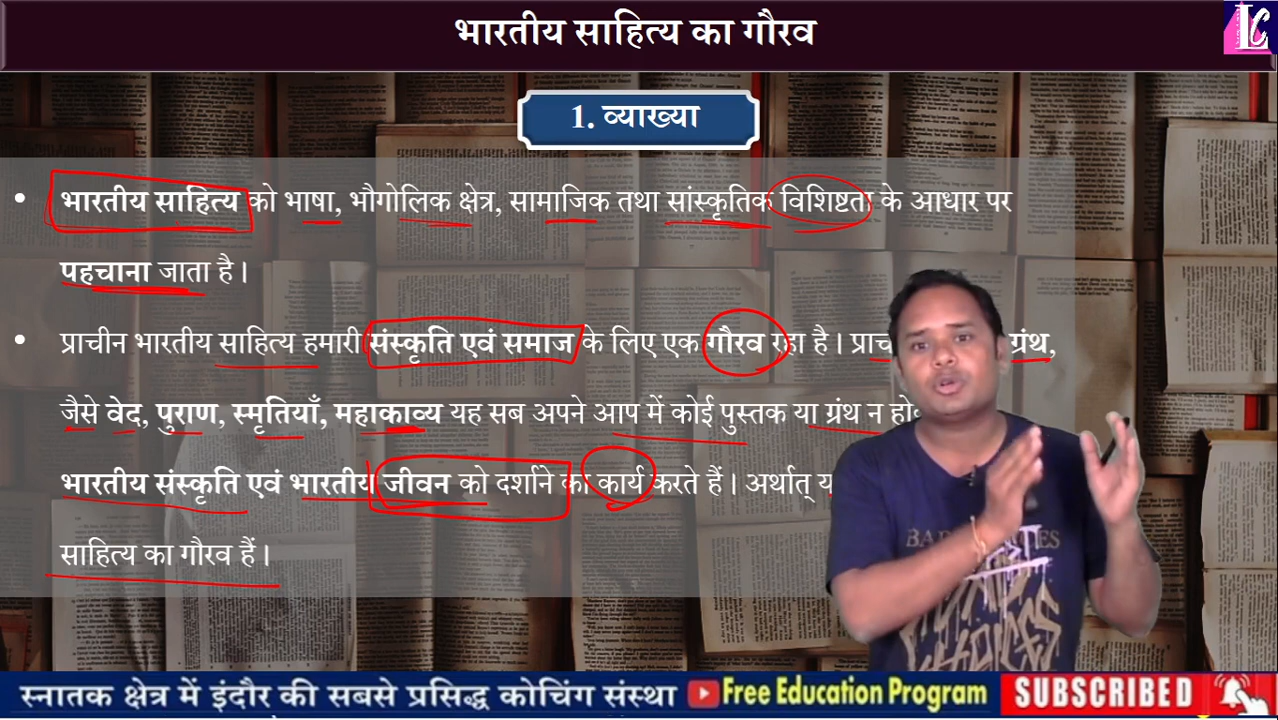 भारतीय साहित्य का गौरव
LC
1. व्याख्या
• भारतीय साहित्य को भाषा, भौगोलिक क्षेत्र, सामाजिक तथा सांस्कृतिक विशिष्टता के आधार पर
पहचाना जाता है।
• प्राचीन भारतीय साहित्य हमारी संस्कृति एवं समाज के लिए एक गौरव रहा है। ग्रंथ,
जैसे वेद, पुराण, स्मृतियाँ, महाकाव्य यह सब अपने आप में कोई पुस्तक या ग्रंथ न
भारतीय संस्कृति एवं भारतीय जीवन को दर्शाने का कार्य करते हैं। अर्थात्
साहित्य का गौरव हैं।
स्नातक क्षेत्र में इंदौर की सबसे प्रसिद्ध कोचिंग संस्था Free Education Program SUBSCRIBED